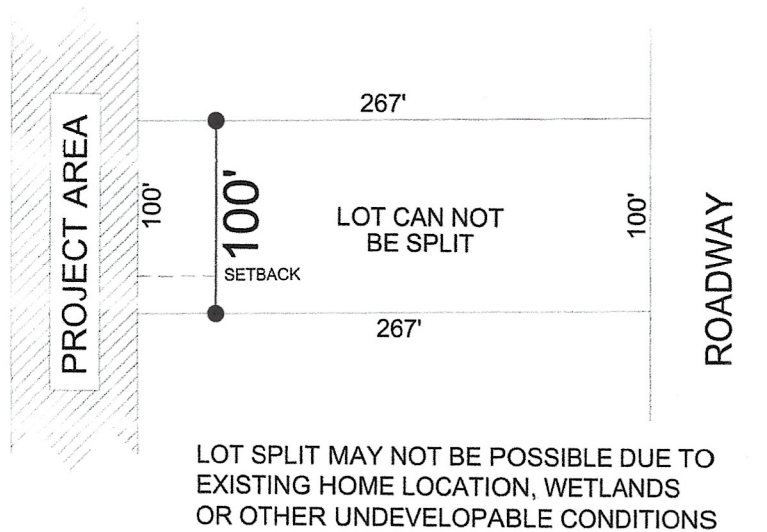 267'
PROJECT AREA
100'
100'
LOT CAN NOT
BE SPLIT
100'
ROADWAY
SETBACK
267'
LOT SPLIT MAY NOT BE POSSIBLE DUE TO
EXISTING HOME LOCATION, WETLANDS
OR OTHER UNDEVELOPABLE CONDITIONS